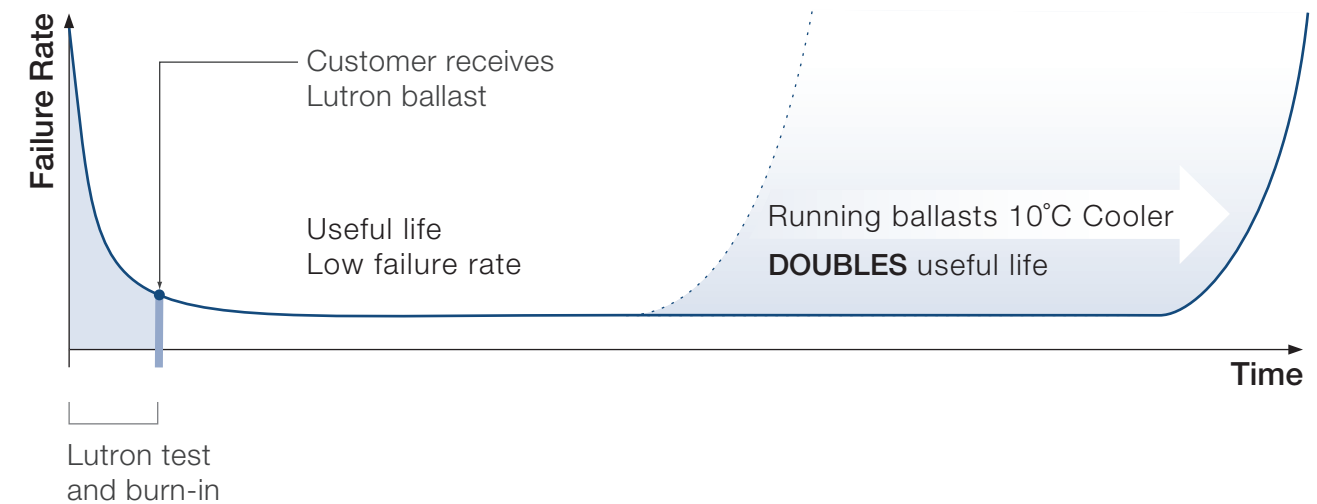 Failure Rate
Customer receives
Lutron ballast
Useful life
Low failure rate
Running ballasts 10°C Cooler
DOUBLES useful life
Time
Lutron test
and burn-in